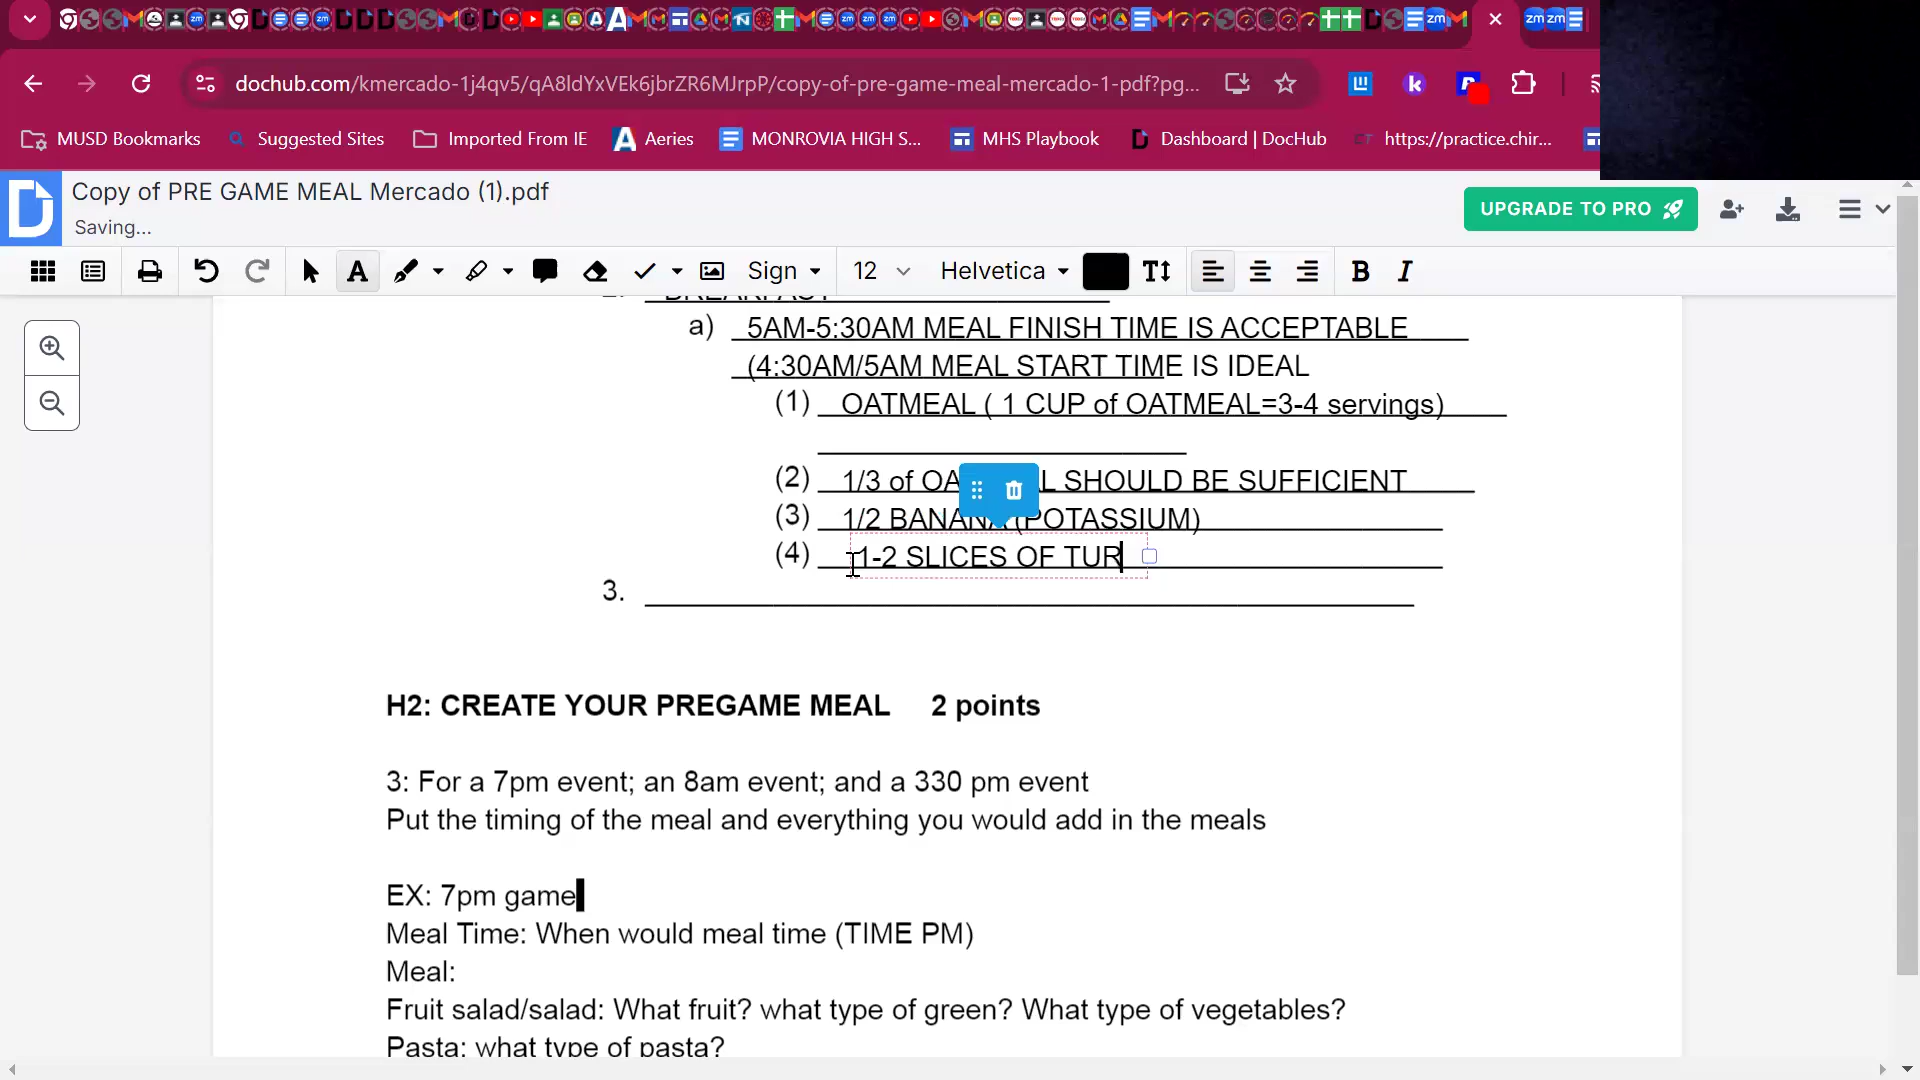 dochub.com/kmercado-1j4qv5/qA8ldYxVEk6jbrZR6MJrpP/copy-of-pre-game-meal-mercado-1-pdf?pg...
MUSD Bookmarks Suggested Sites Imported From IE Aeries MONROVIA HIGH S... MHS Playbook Dashboard | DocHub https://practice.chir...
Copy of PRE GAME MEAL Mercado (1).pdf
Saving...
UPGRADE TO PRO
Sign 12 Helvetica B I
2. BREAKFAST
a) 5AM-5:30AM MEAL FINISH TIME IS ACCEPTABLE
(4:30AM/5AM MEAL START TIME IS IDEAL
(1) OATMEAL ( 1 CUP of OATMEAL=3-4 servings)
(2) 1/3 of OA L SHOULD BE SUFFICIENT
(3) 1/2 BANANA (POTASSIUM)
(4) 1-2 SLICES OF TUR
3.
H2: CREATE YOUR PREGAME MEAL 2 points
3: For a 7pm event; an 8am event; and a 330 pm event
Put the timing of the meal and everything you would add in the meals
EX: 7pm game
Meal Time: When would meal time (TIME PM)
Meal:
Fruit salad/salad: What fruit? what type of green? What type of vegetables?
Pasta: what type of pasta?